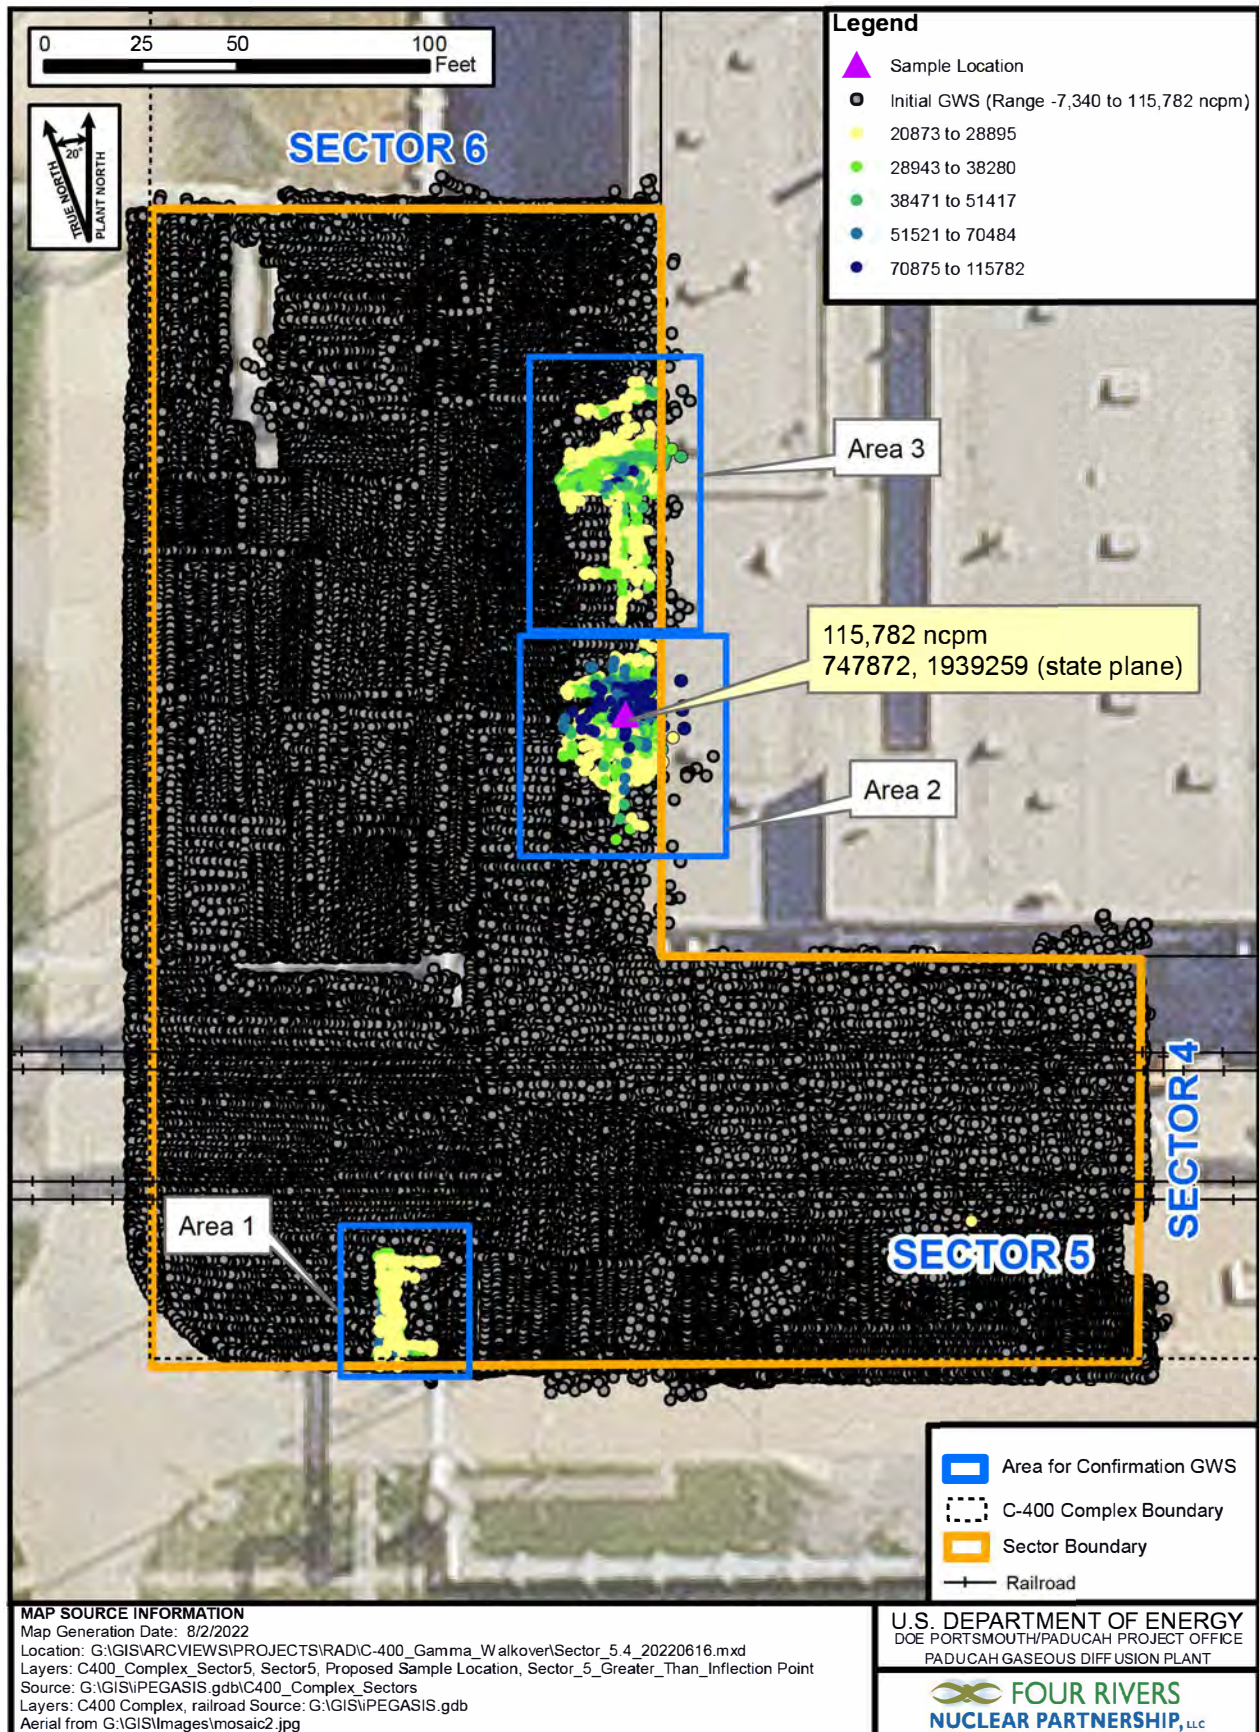 0 25 50 100
Feet
TRUE NORTH
20°
PLANT NORTH
SECTOR 6
Legend
Sample Location
Initial GWS (Range -7,340 to 115,782 ncpm)
20873 to 28895
28943 to 38280
38471 to 51417
51521 to 70484
70875 to 115782
Area 3
115,782 ncpm
747872, 1939259 (state plane)
Area 2
SECTOR 4
Area 1
SECTOR 5
Area for Confirmation GWS
C-400 Complex Boundary
Sector Boundary
Railroad
MAP SOURCE INFORMATION
Map Generation Date: 8/2/2022
Location: G:\GIS\ARCVIEWS\PROJECTS\RAD\C-400_Gamma_Walkover\Sector_5.4_20220616.mxd
Layers: C400_Complex_Sector5, Sector5, Proposed Sample Location, Sector_5_Greater_Than_Inflection Point
Source: G:\GIS\iPEGASIS.gdb\C400_Complex_Sectors
Layers: C400 Complex, railroad Source: G:\GIS\iPEGASIS.gdb
Aerial from G:\GIS\Images\mosaic2.jpg
U.S. DEPARTMENT OF ENERGY
DOE PORTSMOUTH/PADUCAH PROJECT OFFICE
PADUCAH GASEOUS DIFFUSION PLANT
FOUR RIVERS
NUCLEAR PARTNERSHIP, LLC